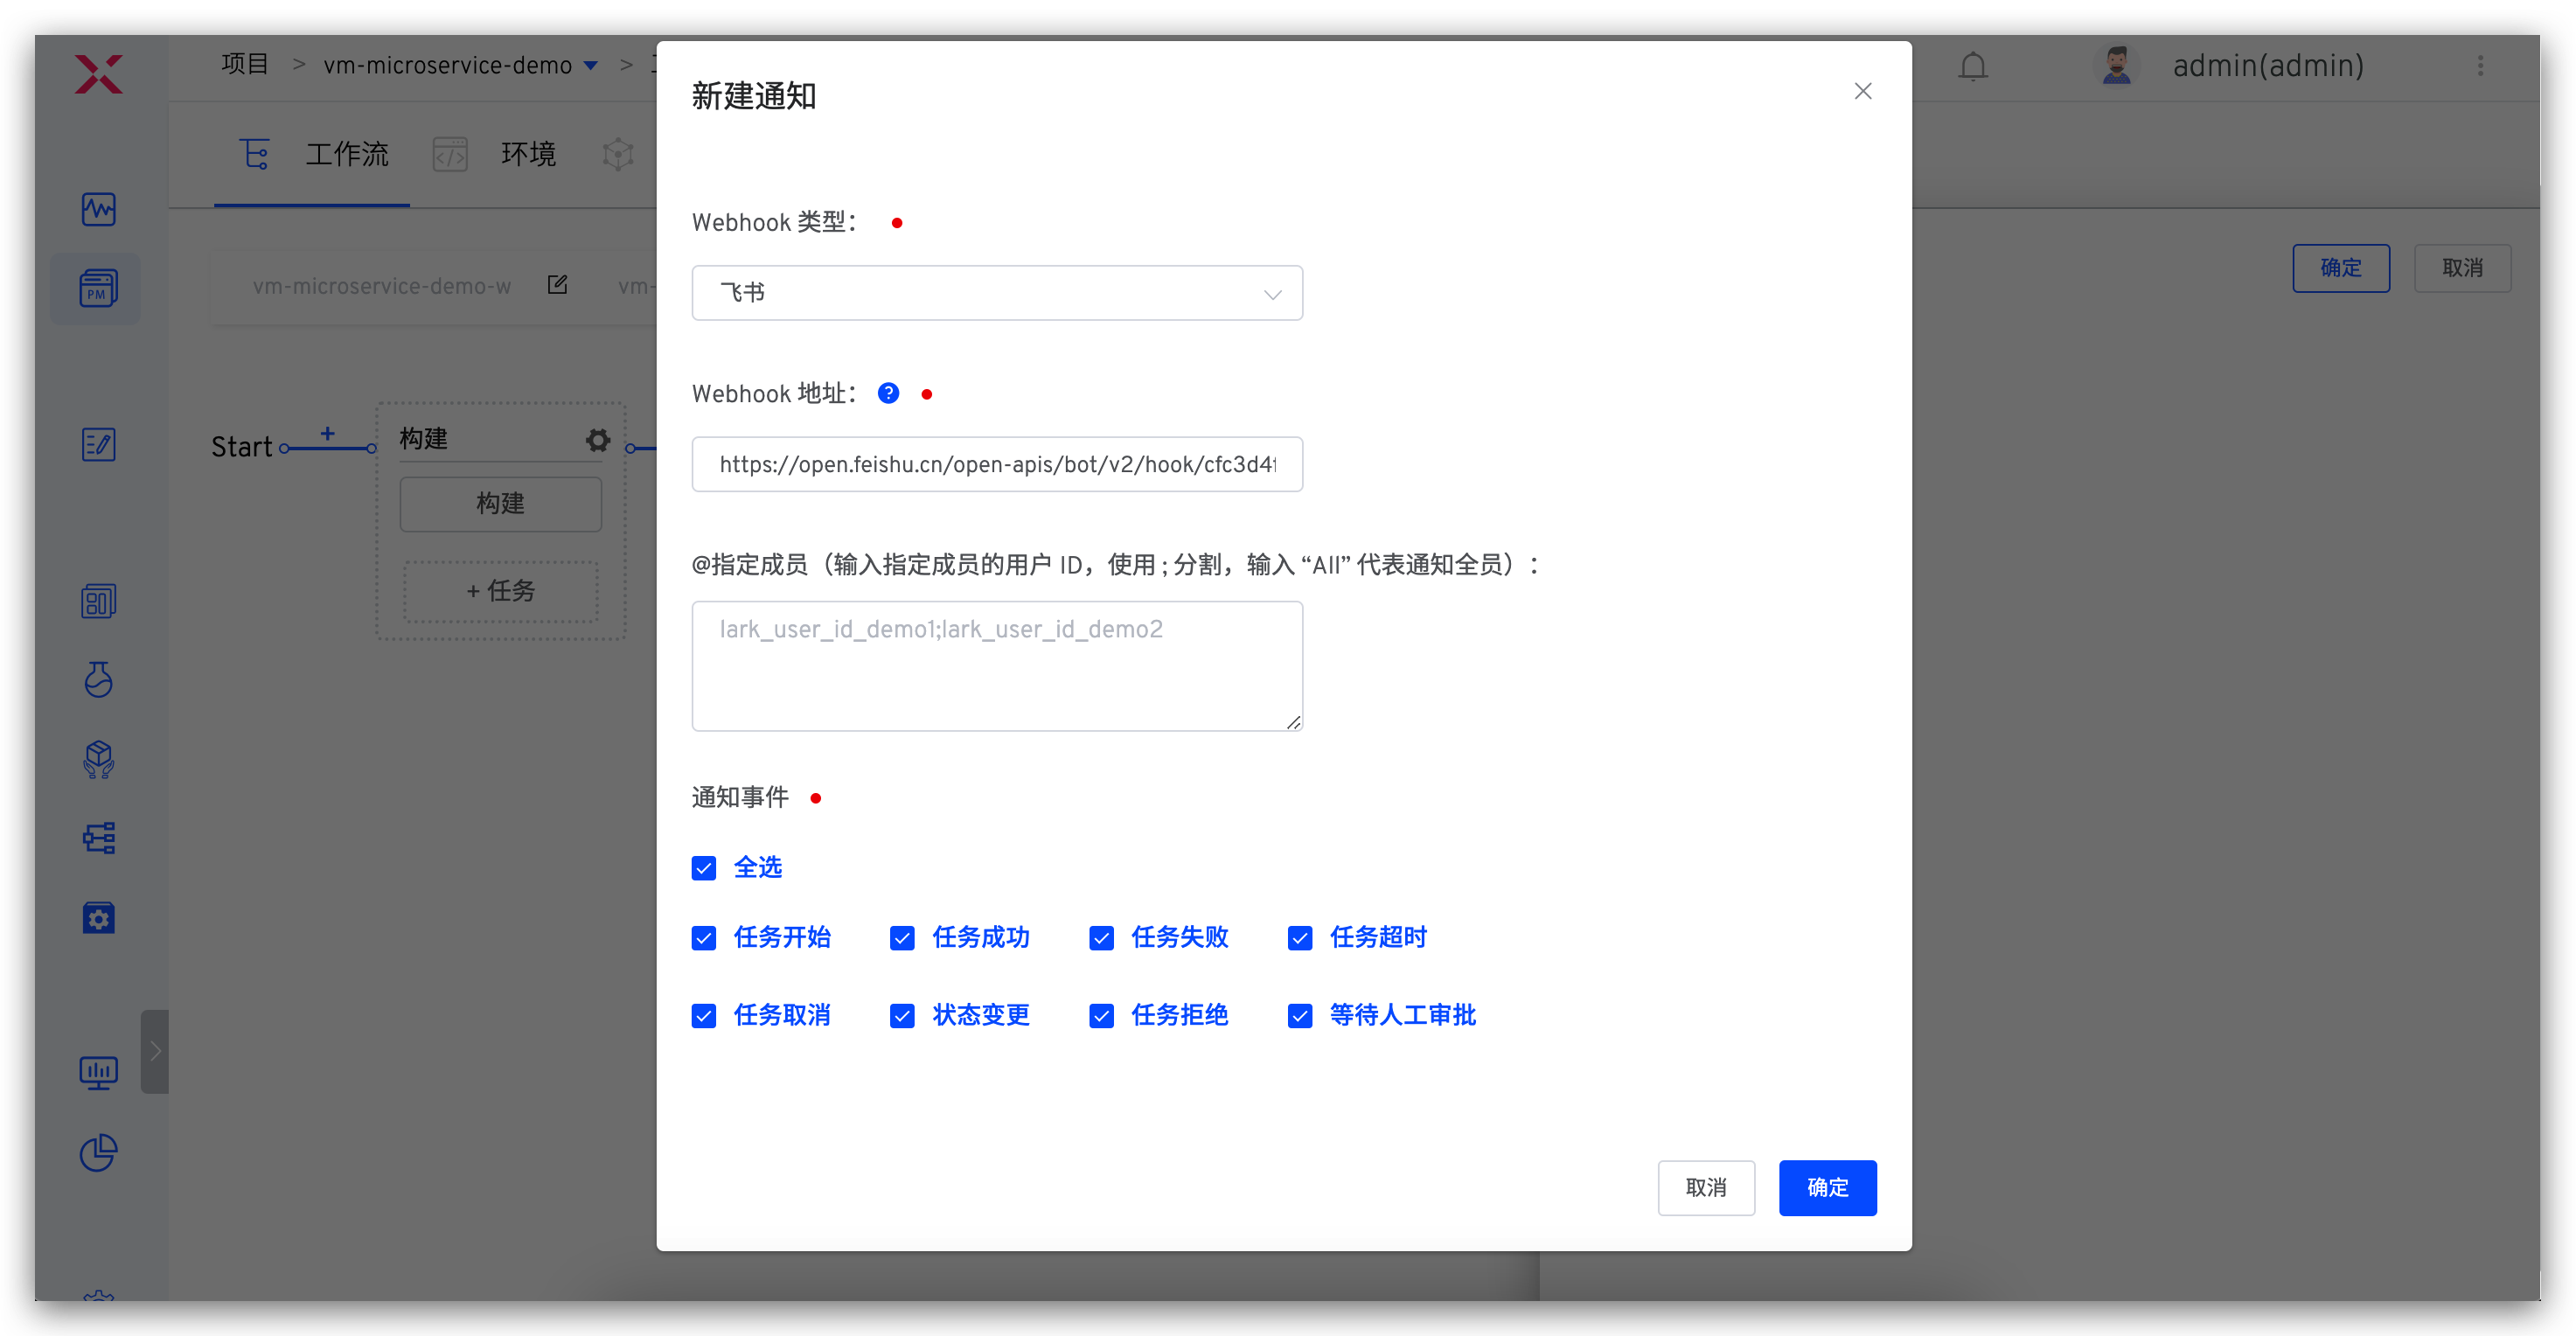 项目 > vm-microservice-demo >
admin(admin)
工作流 环境
vm-microservice-demo-w
vm-
确定 取消
PM
Start + 构建
构建
+ 任务
新建通知
Webhook 类型：
飞书
Webhook 地址： ?
https://open.feishu.cn/open-apis/bot/v2/hook/cfc3d4
@指定成员（输入指定成员的用户 ID，使用 ; 分割，输入 “All” 代表通知全员）：
lark_user_id_demo1;lark_user_id_demo2
通知事件
全选
任务开始 任务成功 任务失败 任务超时
任务取消 状态变更 任务拒绝 等待人工审批
取消 确定